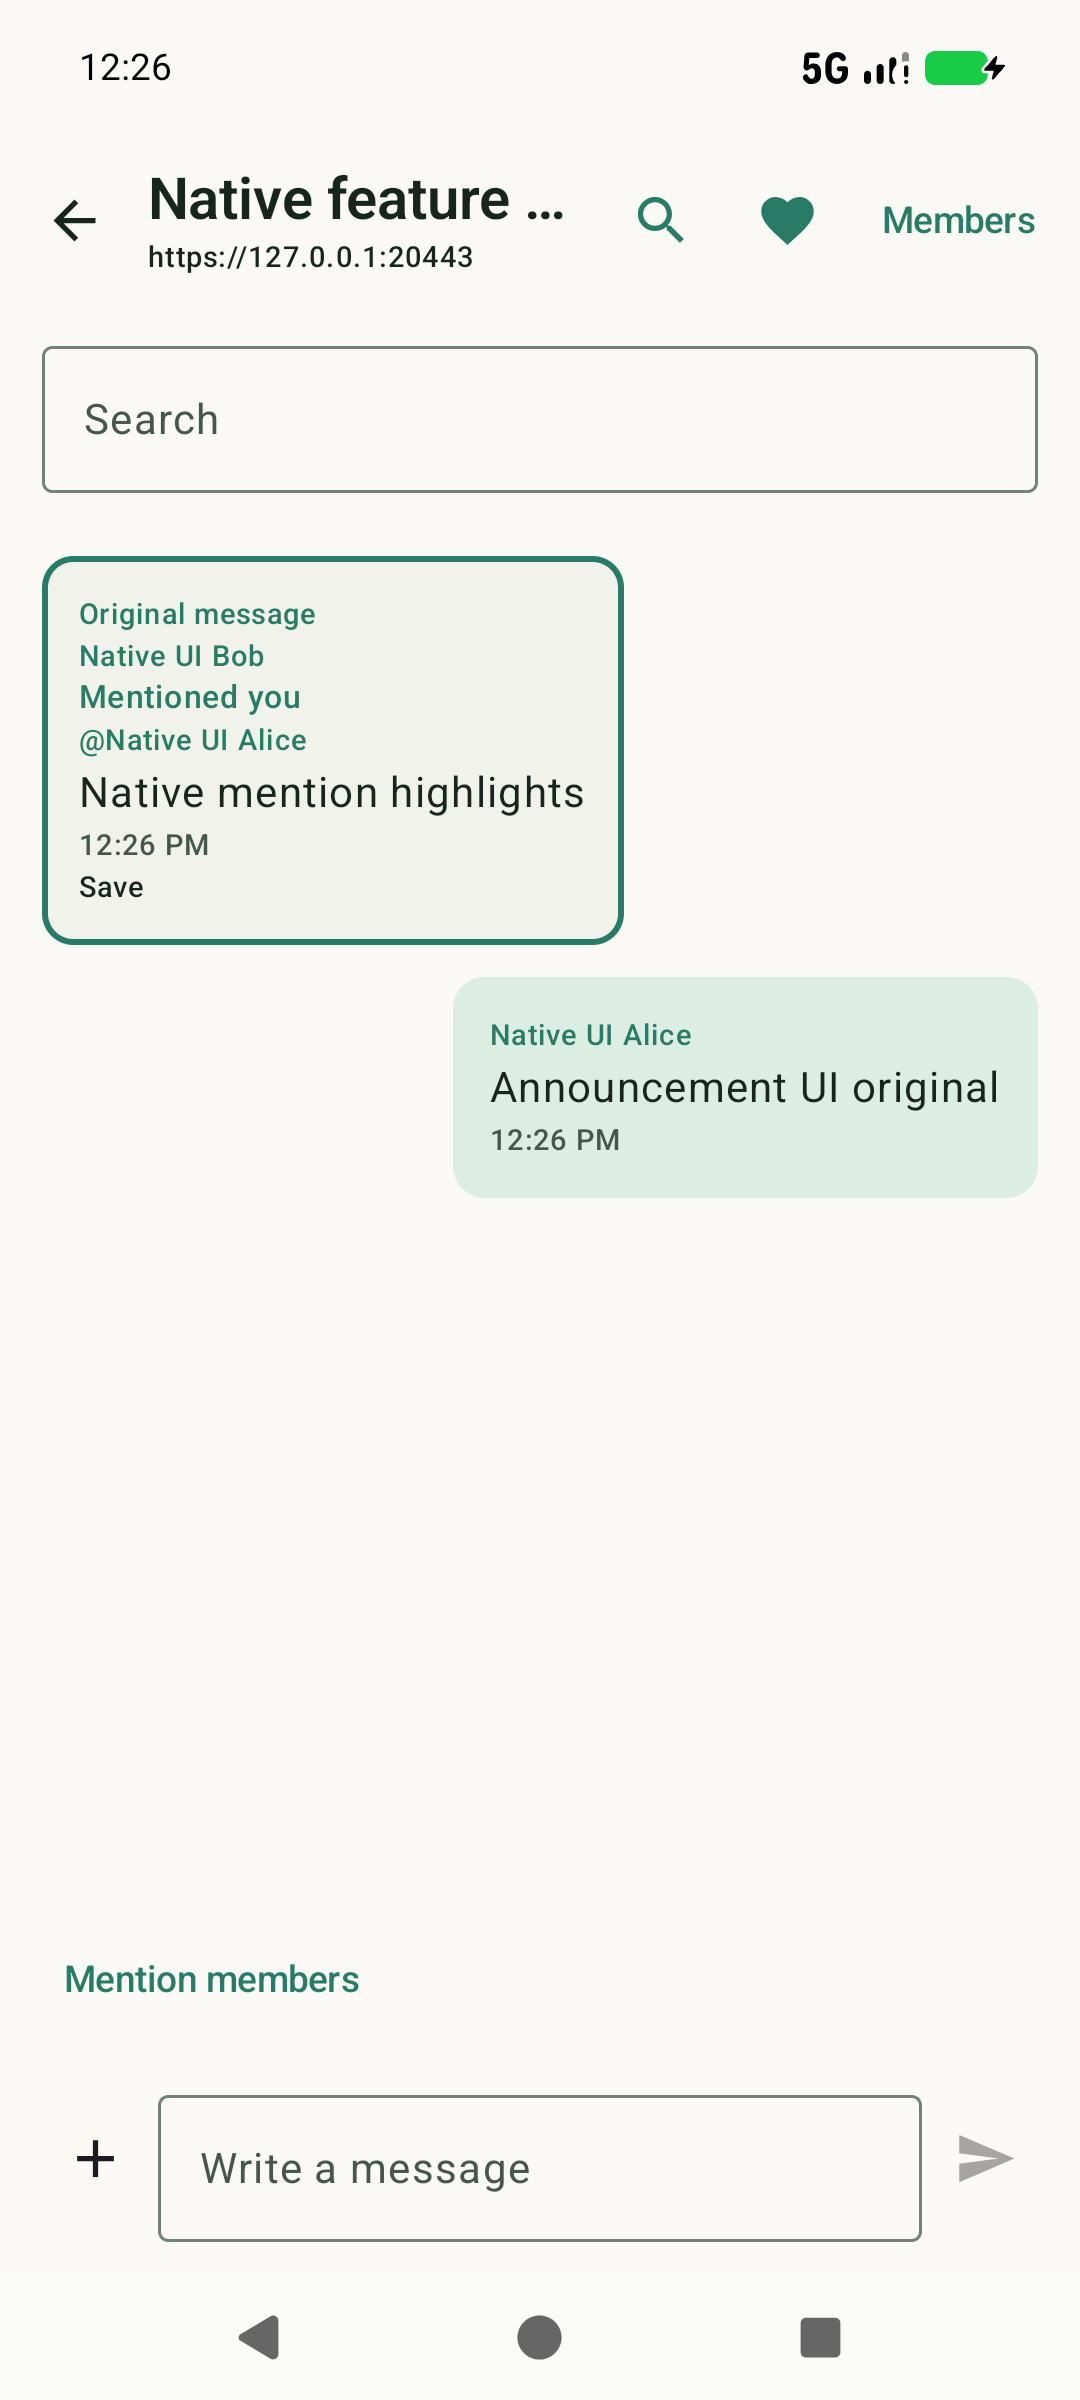 12:26
5G
Native feature ...
https://127.0.0.1:20443
Members
Search
Original message
Native UI Bob
Mentioned you
@Native UI Alice
Native mention highlights
12:26 PM
Save
Native UI Alice
Announcement UI original
12:26 PM
Mention members
Write a message